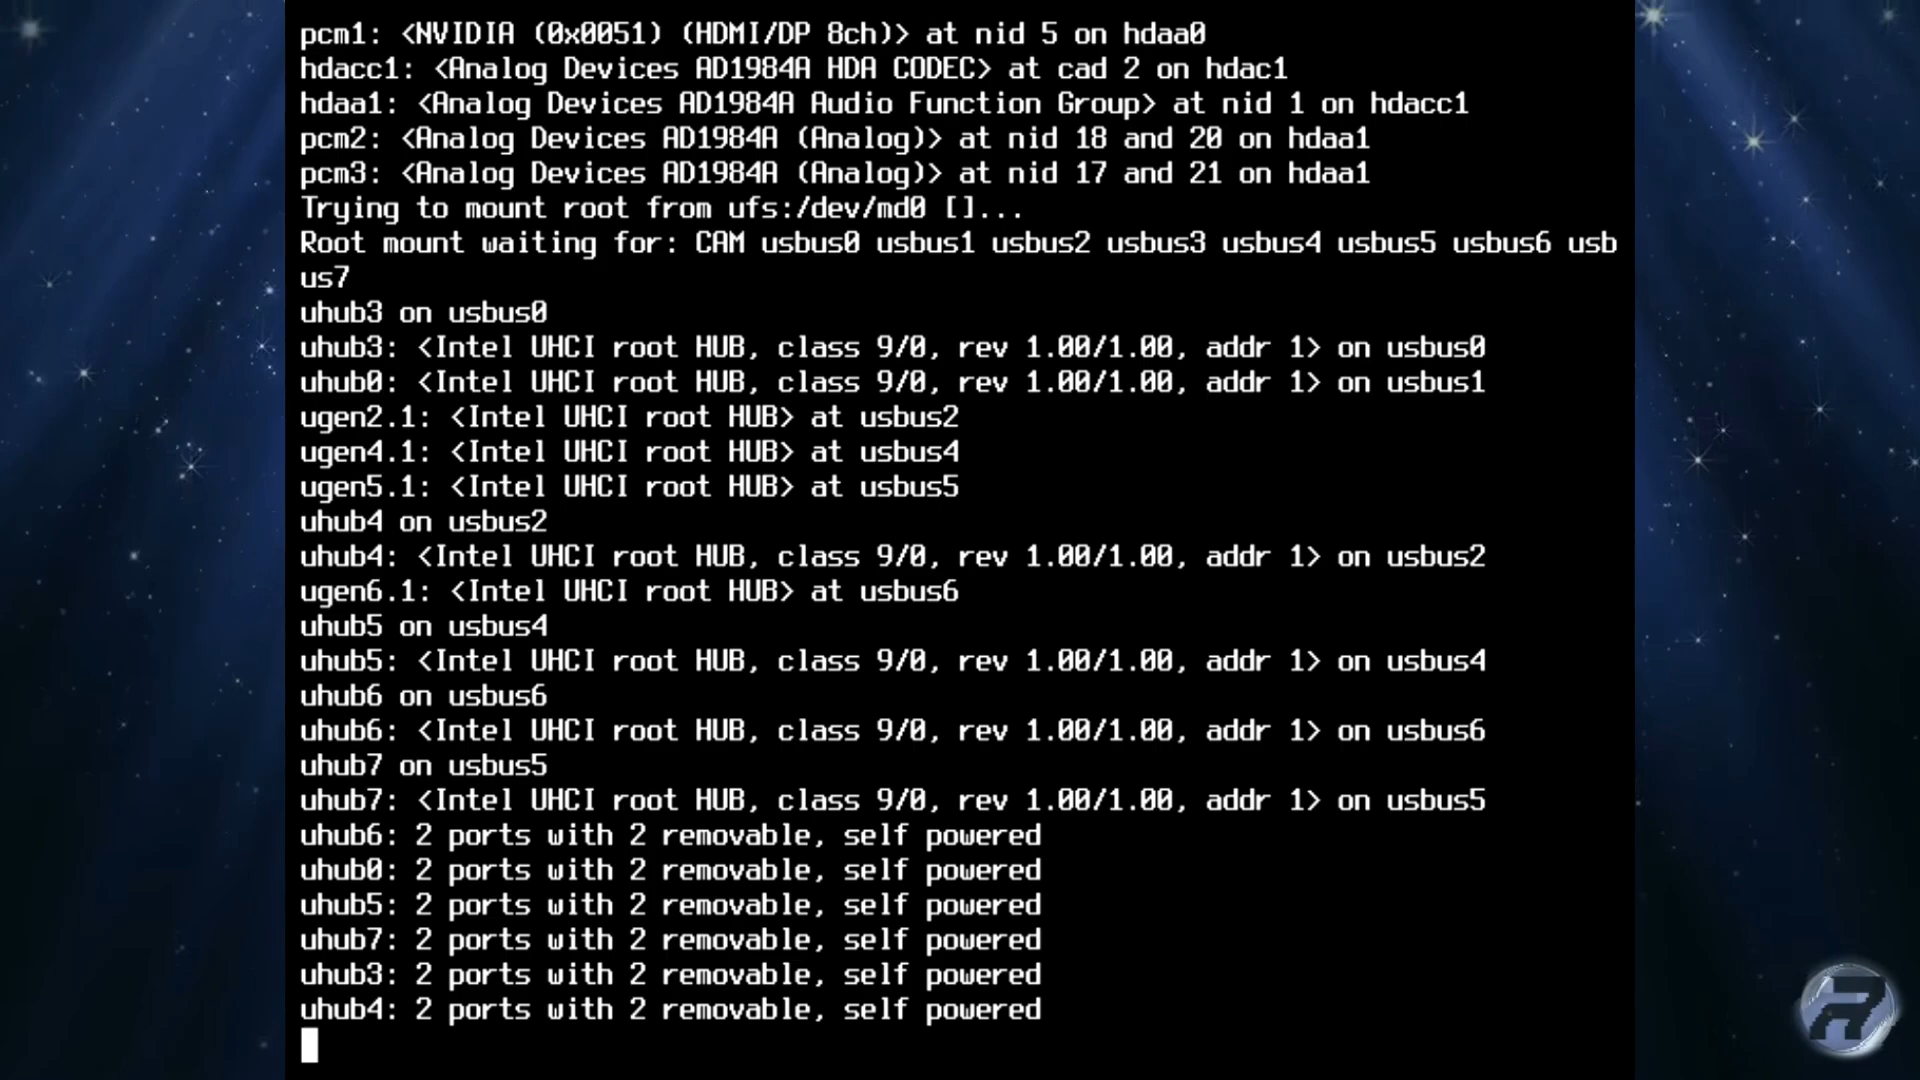 pcm1: <NVIDIA (0x0051) (HDMI/DP 8ch)> at nid 5 on hdaa0
hdacc1: <Analog Devices AD1984A HDA CODEC> at cad 2 on hdac1
hdaa1: <Analog Devices AD1984A Audio Function Group> at nid 1 on hdacc1
pcm2: <Analog Devices AD1984A (Analog)> at nid 18 and 20 on hdaa1
pcm3: <Analog Devices AD1984A (Analog)> at nid 17 and 21 on hdaa1
Trying to mount root from ufs:/dev/md0 []...
Root mount waiting for: CAM usbus0 usbus1 usbus2 usbus3 usbus4 usbus5 usbus6 usb
us7
uhub3 on usbus0
uhub3: <Intel UHCI root HUB, class 9/0, rev 1.00/1.00, addr 1> on usbus0
uhub0: <Intel UHCI root HUB, class 9/0, rev 1.00/1.00, addr 1> on usbus1
ugen2.1: <Intel UHCI root HUB> at usbus2
ugen4.1: <Intel UHCI root HUB> at usbus4
ugen5.1: <Intel UHCI root HUB> at usbus5
uhub4 on usbus2
uhub4: <Intel UHCI root HUB, class 9/0, rev 1.00/1.00, addr 1> on usbus2
ugen6.1: <Intel UHCI root HUB> at usbus6
uhub5 on usbus4
uhub5: <Intel UHCI root HUB, class 9/0, rev 1.00/1.00, addr 1> on usbus4
uhub6 on usbus6
uhub6: <Intel UHCI root HUB, class 9/0, rev 1.00/1.00, addr 1> on usbus6
uhub7 on usbus5
uhub7: <Intel UHCI root HUB, class 9/0, rev 1.00/1.00, addr 1> on usbus5
uhub6: 2 ports with 2 removable, self powered
uhub0: 2 ports with 2 removable, self powered
uhub5: 2 ports with 2 removable, self powered
uhub7: 2 ports with 2 removable, self powered
uhub3: 2 ports with 2 removable, self powered
uhub4: 2 ports with 2 removable, self powered